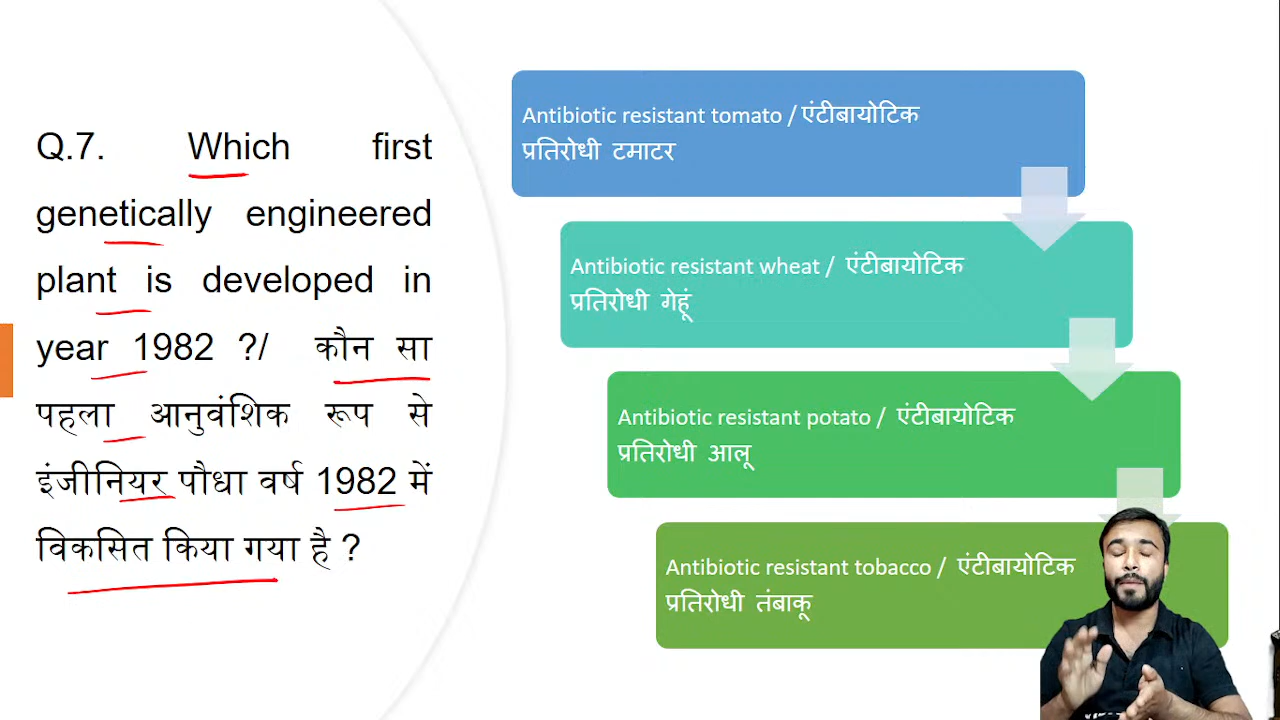 Q.7. Which first
genetically engineered
plant is developed in
year 1982 ?/ कौन सा
पहला आनुवंशिक रूप से
इंजीनियर पौधा वर्ष 1982 में
विकसित किया गया है ?
Antibiotic resistant tomato / एंटीबायोटिक
प्रतिरोधी टमाटर
Antibiotic resistant wheat / एंटीबायोटिक
प्रतिरोधी गेहूं
Antibiotic resistant potato / एंटीबायोटिक
प्रतिरोधी आलू
Antibiotic resistant tobacco / एंटीबायोटिक
प्रतिरोधी तंबाकू